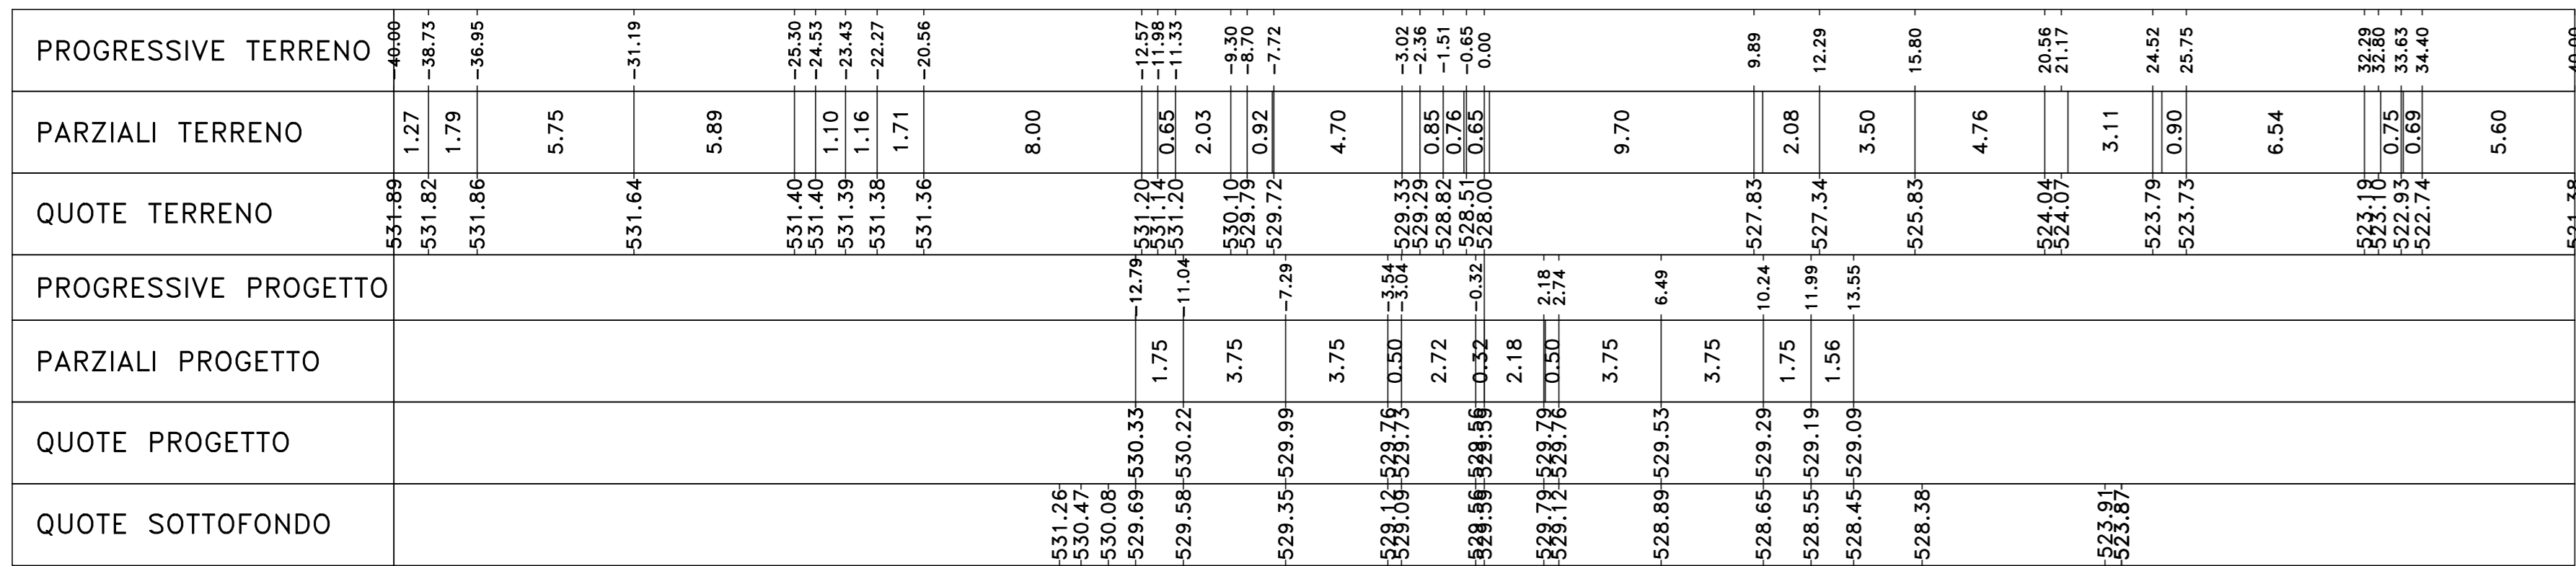 PROGRESSIVE TERRENO -40.00 -38.73 -36.95 -31.19 -25.30 -24.53 -23.43 -22.27 -20.56 -12.57 -11.98 -11.33 -9.30 -8.70 -7.72 -3.02 -2.36 -1.51 -0.65 0.00 9.89 12.29 15.80 20.56 21.17 24.52 25.75 32.29 32.80 33.63 34.40 40.00
PARZIALI TERRENO 1.27 1.79 5.75 5.89 1.10 1.16 1.71 8.00 0.65 2.03 0.92 4.70 0.85 0.76 0.65 9.70 2.08 3.50 4.76 3.11 0.90 6.54 0.75 0.69 5.60
QUOTE TERRENO 531.89 531.82 531.86 531.64 531.40 531.40 531.39 531.38 531.36 531.20 531.14 531.20 530.10 529.79 529.72 529.33 529.29 528.82 528.51 528.00 527.83 527.34 525.83 524.04 524.07 523.79 523.73 523.19 523.10 522.93 522.74 521.38
PROGRESSIVE PROGETTO -12.79 -11.04 -7.29 -3.54 -3.04 -0.32 2.18 2.74 6.49 10.24 11.99 13.55
PARZIALI PROGETTO 1.75 3.75 3.75 0.50 2.72 0.32 2.18 0.50 3.75 3.75 1.75 1.56
QUOTE PROGETTO 530.33 530.22 529.99 529.76 529.73 529.56 529.59 529.79 529.76 529.53 529.29 529.19 529.09
QUOTE SOTTOFONDO 531.26 530.47 530.08 529.69 529.58 529.35 529.12 529.09 529.56 529.59 529.79 529.12 528.89 528.65 528.55 528.45 528.38 523.91 523.87